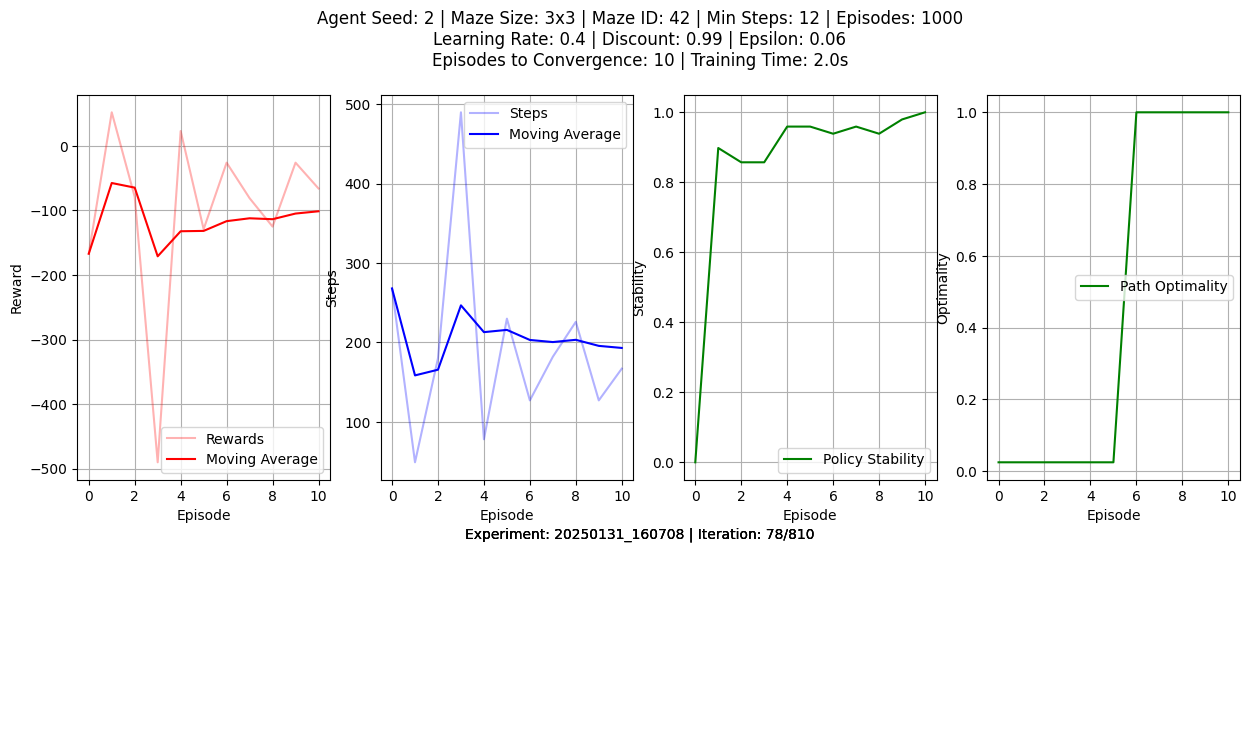 Agent Seed: 2 | Maze Size: 3x3 | Maze ID: 42 | Min Steps: 12 | Episodes: 1000
Learning Rate: 0.4 | Discount: 0.99 | Epsilon: 0.06
Episodes to Convergence: 10 | Training Time: 2.0s
Reward
0
−100
−200
−300
−400
−500
0 2 4 6 8 10
Episode
Rewards
Moving Average
Steps
500
400
300
200
100
0 2 4 6 8 10
Episode
Steps
Moving Average
Stability
1.0
0.8
0.6
0.4
0.2
0.0
0 2 4 6 8 10
Episode
Policy Stability
Optimality
1.0
0.8
0.6
0.4
0.2
0.0
0 2 4 6 8 10
Episode
Path Optimality
Experiment: 20250131_160708 | Iteration: 78/810